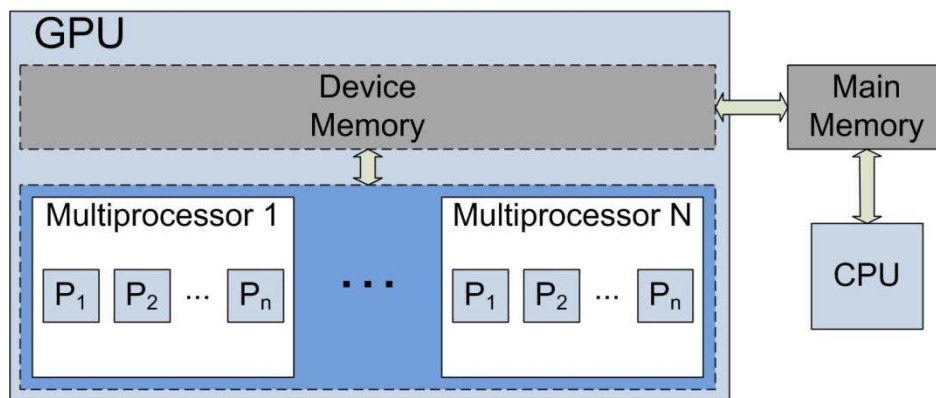 GPU
Device
Memory
Main
Memory
Multiprocessor 1
P1 P2 ... Pn
...
Multiprocessor N
P1 P2 ... Pn
CPU